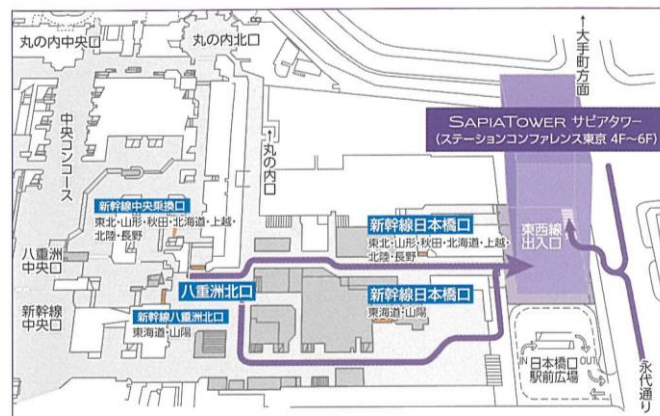 丸の内中央口
丸の内北口
↑大手町方面
中央コンコース
↑丸の内口
SAPIATOWER サピアタワー
(ステーションコンファレンス東京 4F〜6F)
新幹線中央乗換口
東北・山形・秋田・北海道・上越・
北陸・長野
新幹線日本橋口
東北・山形・秋田・北海道・上越・
北陸・長野
東西線
出入口
八重洲
中央口
八重洲北口
新幹線日本橋口
東海道・山陽
新幹線
中央口
新幹線八重洲北口
東海道・山陽
IN
OUT
日本橋口
駅前広場
永代通り